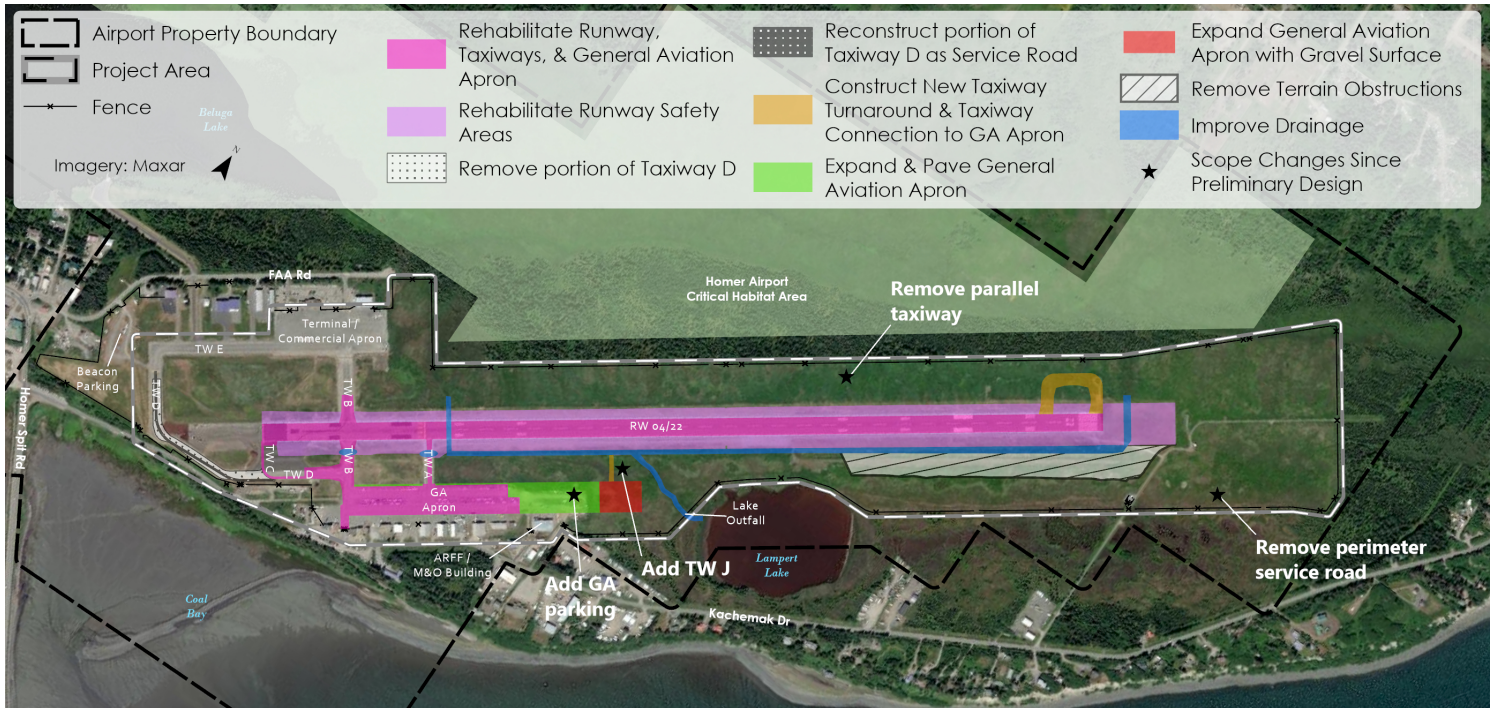 Airport Property Boundary
Project Area
Fence
Beluga
Lake
Imagery: Maxar
N
Rehabilitate Runway,
Taxiways, & General Aviation
Apron
Rehabilitate Runway Safety
Areas
Remove portion of Taxiway D
Reconstruct portion of
Taxiway D as Service Road
Construct New Taxiway
Turnaround & Taxiway
Connection to GA Apron
Expand & Pave General
Aviation Apron
Expand General Aviation
Apron with Gravel Surface
Remove Terrain Obstructions
Improve Drainage
Scope Changes Since
Preliminary Design
FAA Rd
Homer Airport
Critical Habitat Area
Remove parallel
taxiway
Terminal /
Commercial Apron
TW E
Beacon
Parking
TW D
TW B
Homer Spit Rd
RW 04/22
TW C
TW B
TW A
TW D
GA
Apron
Lake
Outfall
ARFF /
M&O Building
Add GA
parking
Add TW J
Lampert
Lake
Remove perimeter
service road
Coal
Bay
Kachemak Dr